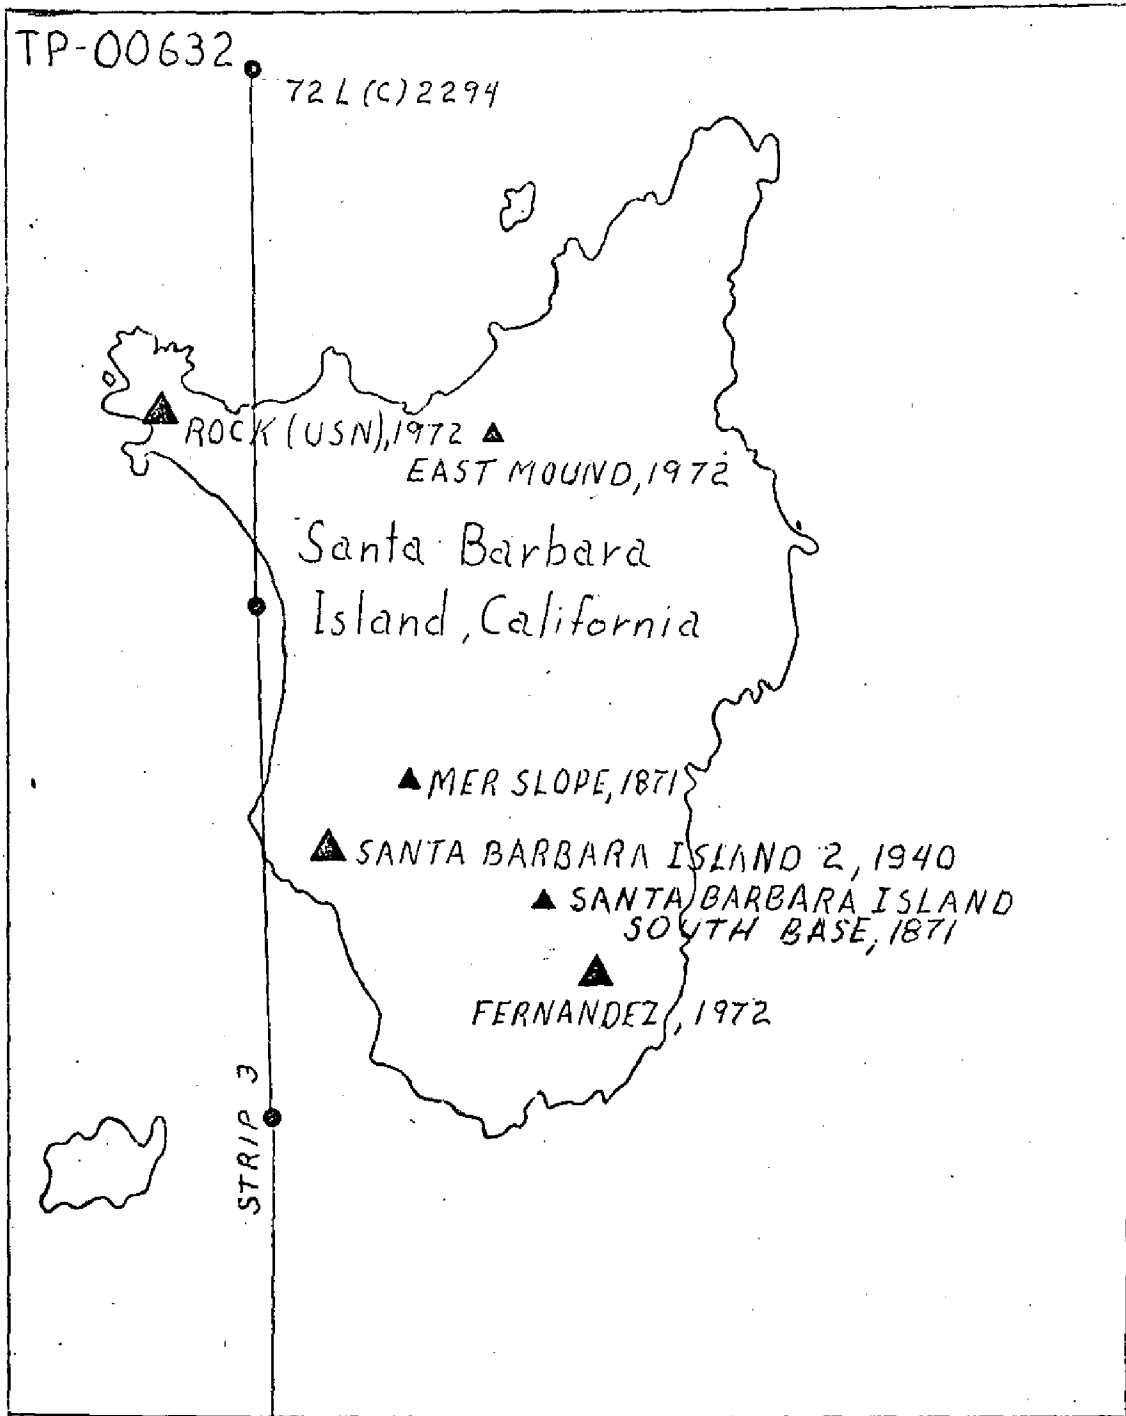 TP-00632
72 L (C) 2294
ROCK (USN), 1972
EAST MOUND, 1972
Santa Barbara
Island, California
MER SLOPE, 1871
SANTA BARBARA ISLAND 2, 1940
SANTA BARBARA ISLAND
SOUTH BASE, 1871
FERNANDEZ, 1972
STRIP 3